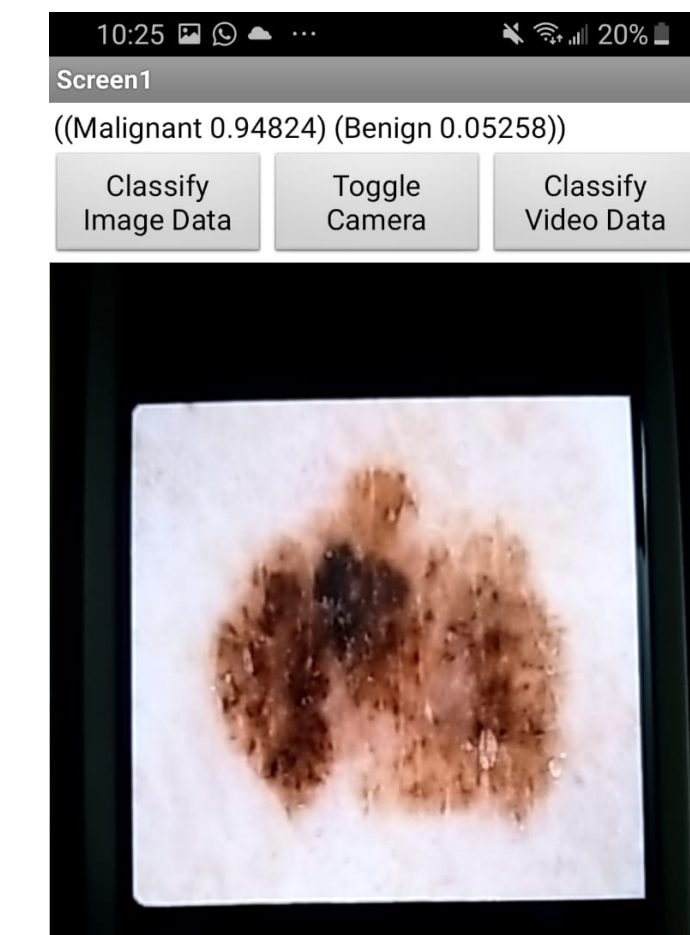 10:25 20%
Screen1
((Malignant 0.94824) (Benign 0.05258))
Classify
Image Data
Toggle
Camera
Classify
Video Data